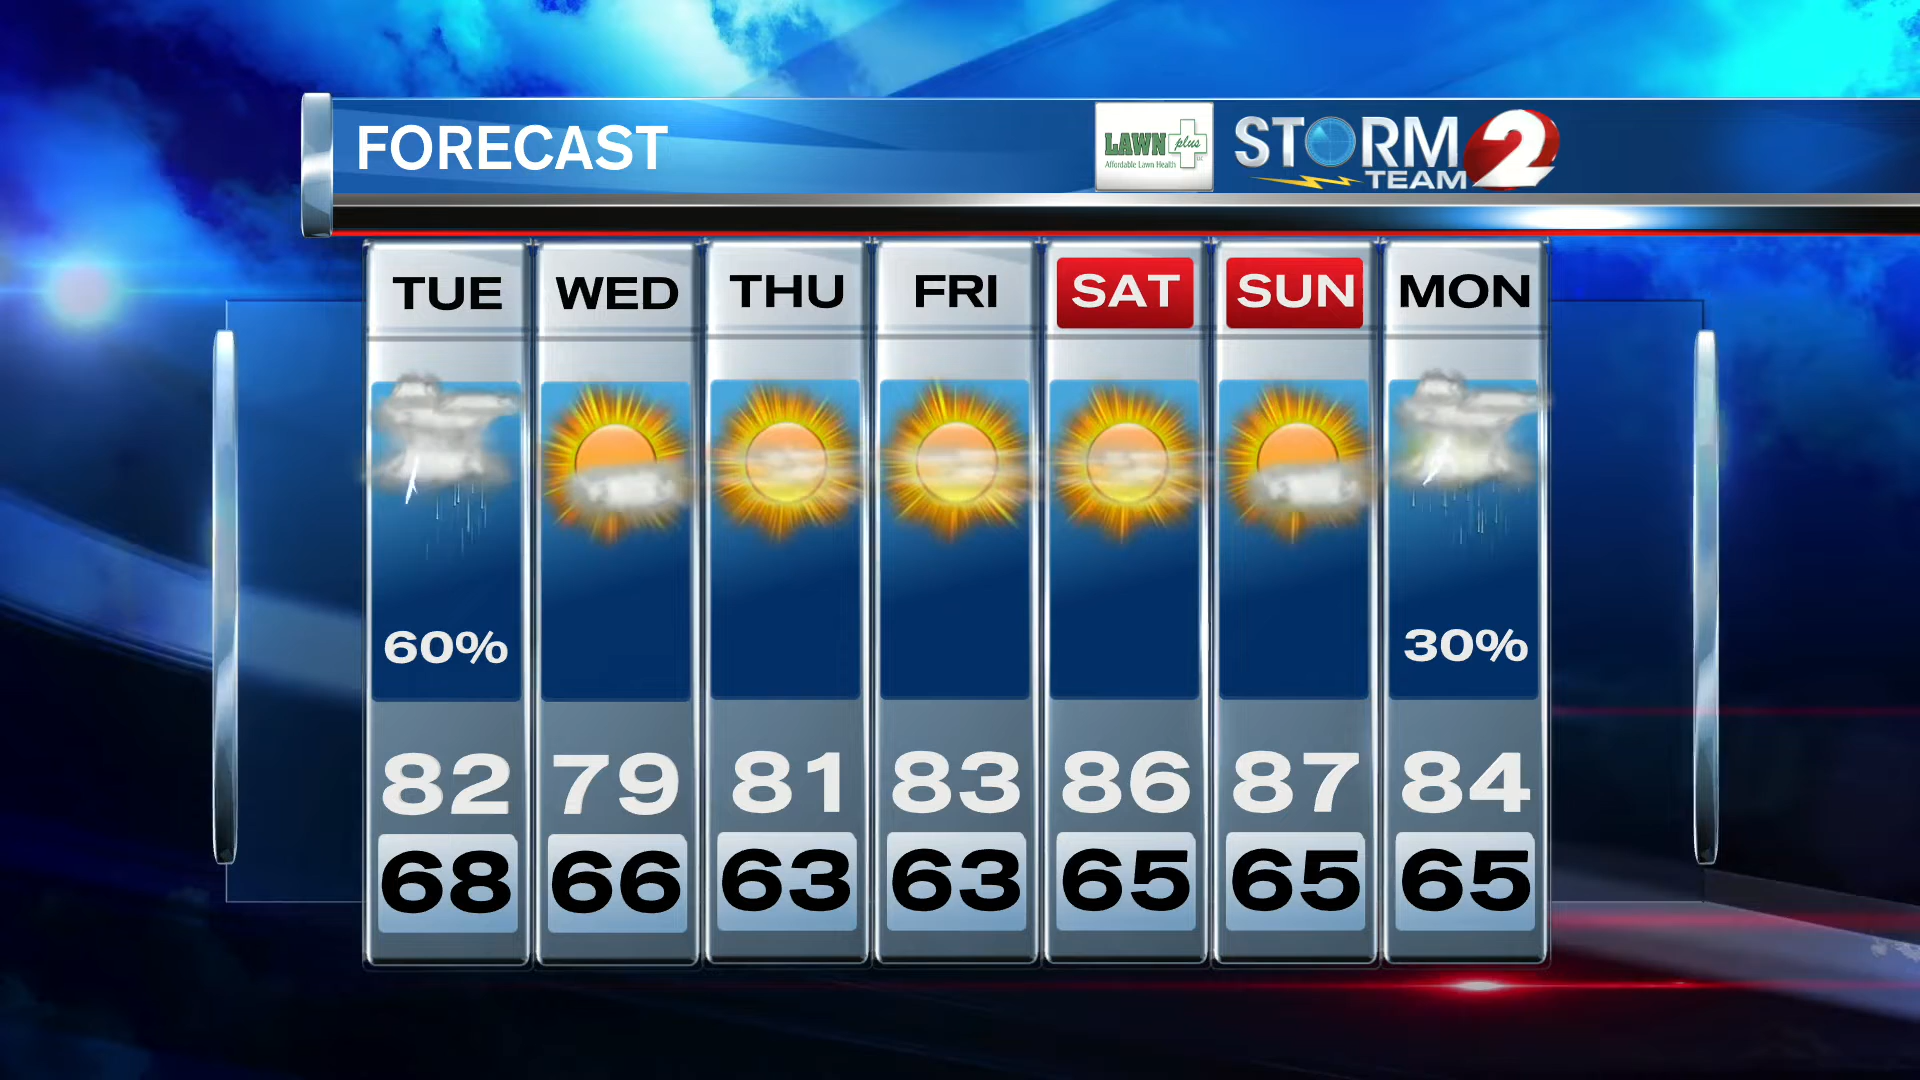 FORECAST
LAWN plus
Affordable Lawn Health
STORM 2
TEAM
TUE WED THU FRI SAT SUN MON
60% 30%
82 79 81 83 86 87 84
68 66 63 63 65 65 65